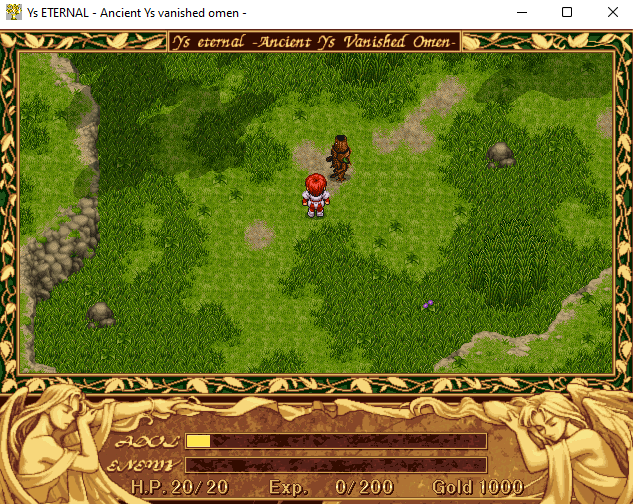 Ys ETERNAL - Ancient Ys vanished omen -
Ys eternal -Ancient Ys Vanished Omen-
ADOL
ENEMY
H.P. 20/20 Exp. 0/200 Gold 1000